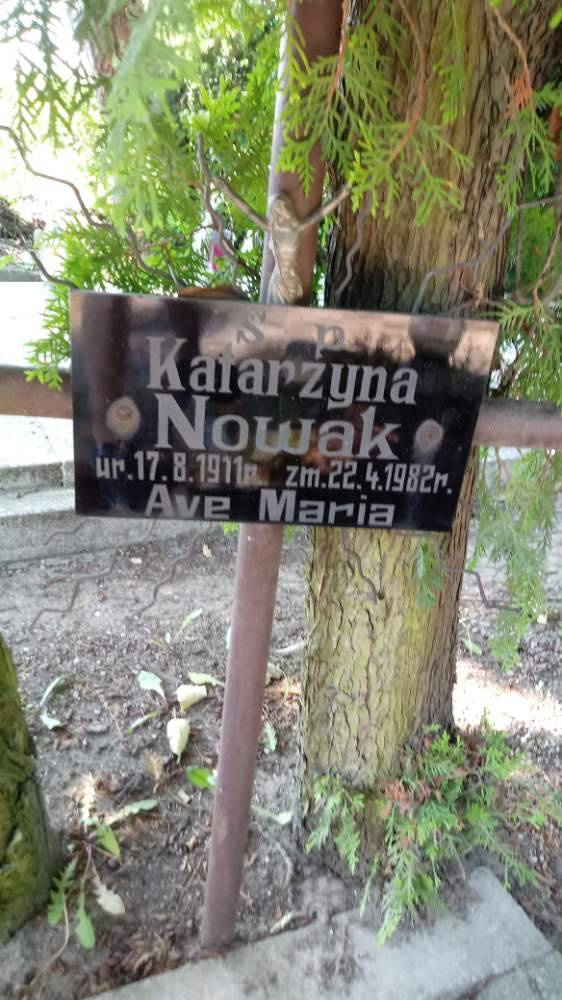 Ś p
Katarzyna
Nowak
ur.17.8.1911r. zm.22.4.1982r.
Ave Maria